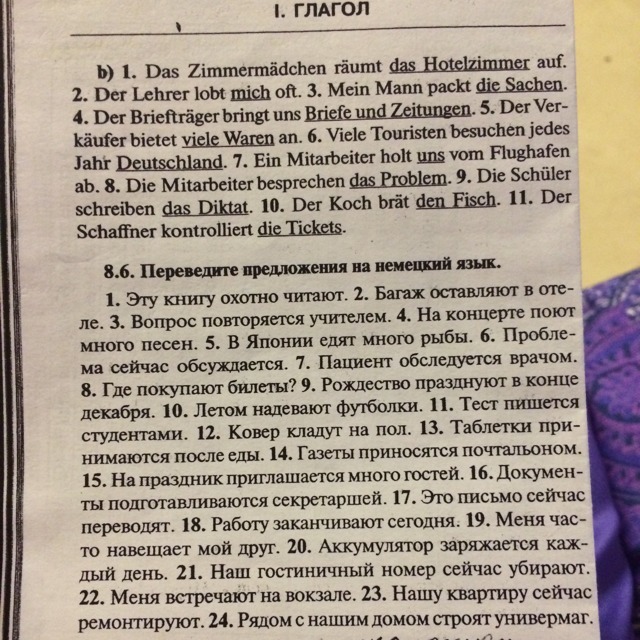 I. ГЛАГОЛ
b) 1. Das Zimmermädchen räumt das Hotelzimmer auf.
2. Der Lehrer lobt mich oft. 3. Mein Mann packt die Sachen.
4. Der Briefträger bringt uns Briefe und Zeitungen. 5. Der Ver-
käufer bietet viele Waren an. 6. Viele Touristen besuchen jedes
Jahr Deutschland. 7. Ein Mitarbeiter holt uns vom Flughafen
ab. 8. Die Mitarbeiter besprechen das Problem. 9. Die Schüler
schreiben das Diktat. 10. Der Koch brät den Fisch. 11. Der
Schaffner kontrolliert die Tickets.
8.6. Переведите предложения на немецкий язык.
1. Эту книгу охотно читают. 2. Багаж оставляют в оте-
ле. 3. Вопрос повторяется учителем. 4. На концерте поют
много песен. 5. В Японии едят много рыбы. 6. Пробле-
ма сейчас обсуждается. 7. Пациент обследуется врачом.
8. Где покупают билеты? 9. Рождество празднуют в конце
декабря. 10. Летом надевают футболки. 11. Тест пишется
студентами. 12. Ковер кладут на пол. 13. Таблетки при-
нимаются после еды. 14. Газеты приносятся почтальоном.
15. На праздник приглашается много гостей. 16. Докумен-
ты подготавливаются секретаршей. 17. Это письмо сейчас
переводят. 18. Работу заканчивают сегодня. 19. Меня час-
то навещает мой друг. 20. Аккумулятор заряжается каж-
дый день. 21. Наш гостиничный номер сейчас убирают.
22. Меня встречают на вокзале. 23. Нашу квартиру сейчас
ремонтируют. 24. Рядом с нашим домом строят универмаг.